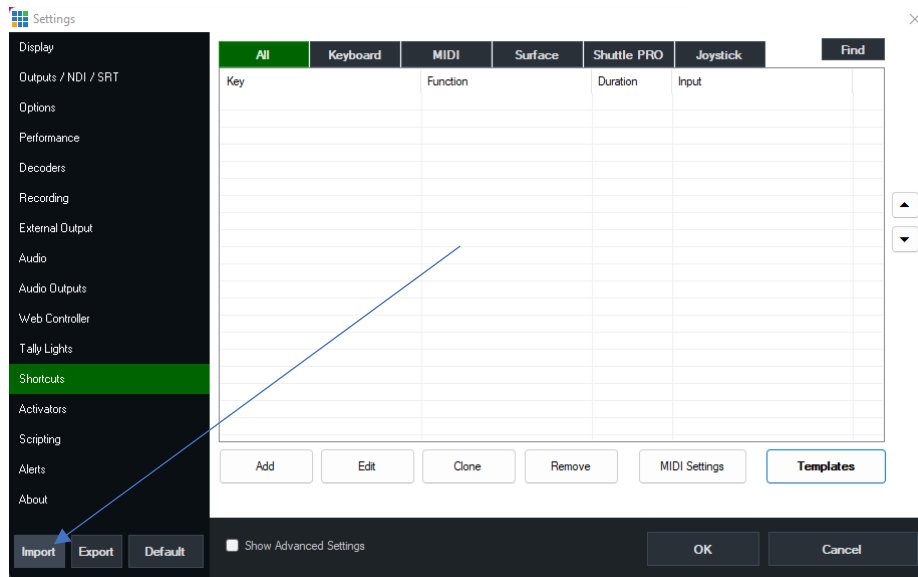 Settings
Display
Outputs / NDI / SRT
Options
Performance
Decoders
Recording
External Output
Audio
Audio Outputs
Web Controller
Tally Lights
Shortcuts
Activators
Scripting
Alerts
About
Import Export Default
All Keyboard MIDI Surface Shuttle PRO Joystick Find
Key Function Duration Input
Add Edit Clone Remove MIDI Settings Templates
Show Advanced Settings OK Cancel